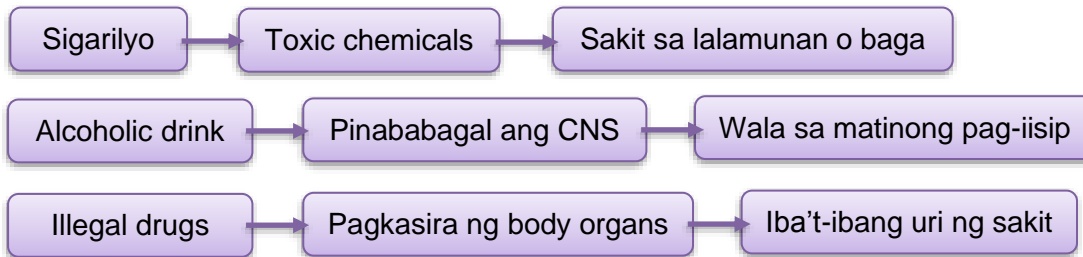 Sigarilyo Toxic chemicals Sakit sa lalamunan o baga
Alcoholic drink Pinababagal ang CNS Wala sa matinong pag-iisip
Illegal drugs Pagkasira ng body organs Iba't-ibang uri ng sakit